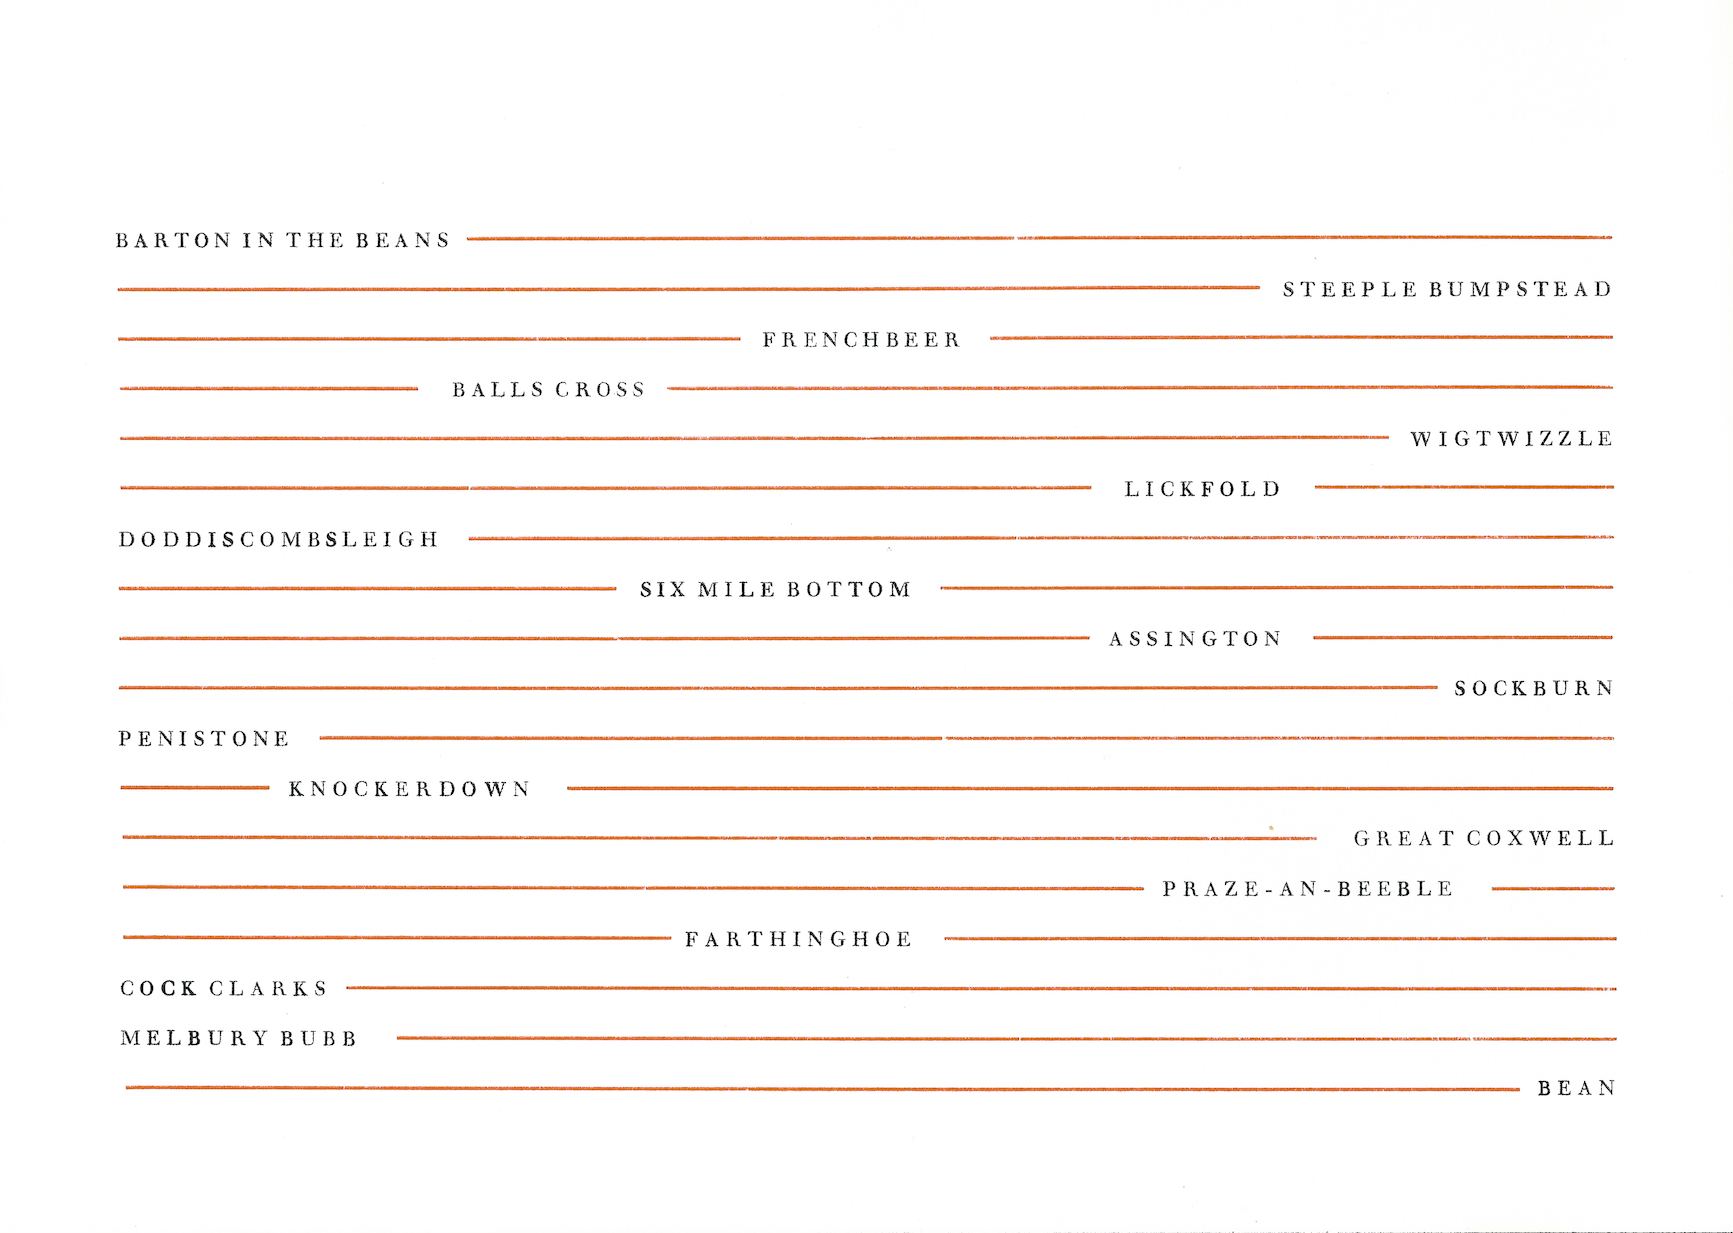 BARTON IN THE BEANS
STEEPLE BUMPSTEAD
FRENCHBEER
BALLS CROSS
WIGTWIZZLE
LICKFOLD
DODDISCOMBSLEIGH
SIX MILE BOTTOM
ASSINGTON
SOCKBURN
PENISTONE
KNOCKERDOWN
GREAT COXWELL
PRAZE-AN-BEEBLE
FARTHINGHOE
COCK CLARKS
MELBURY BUBB
BEAN